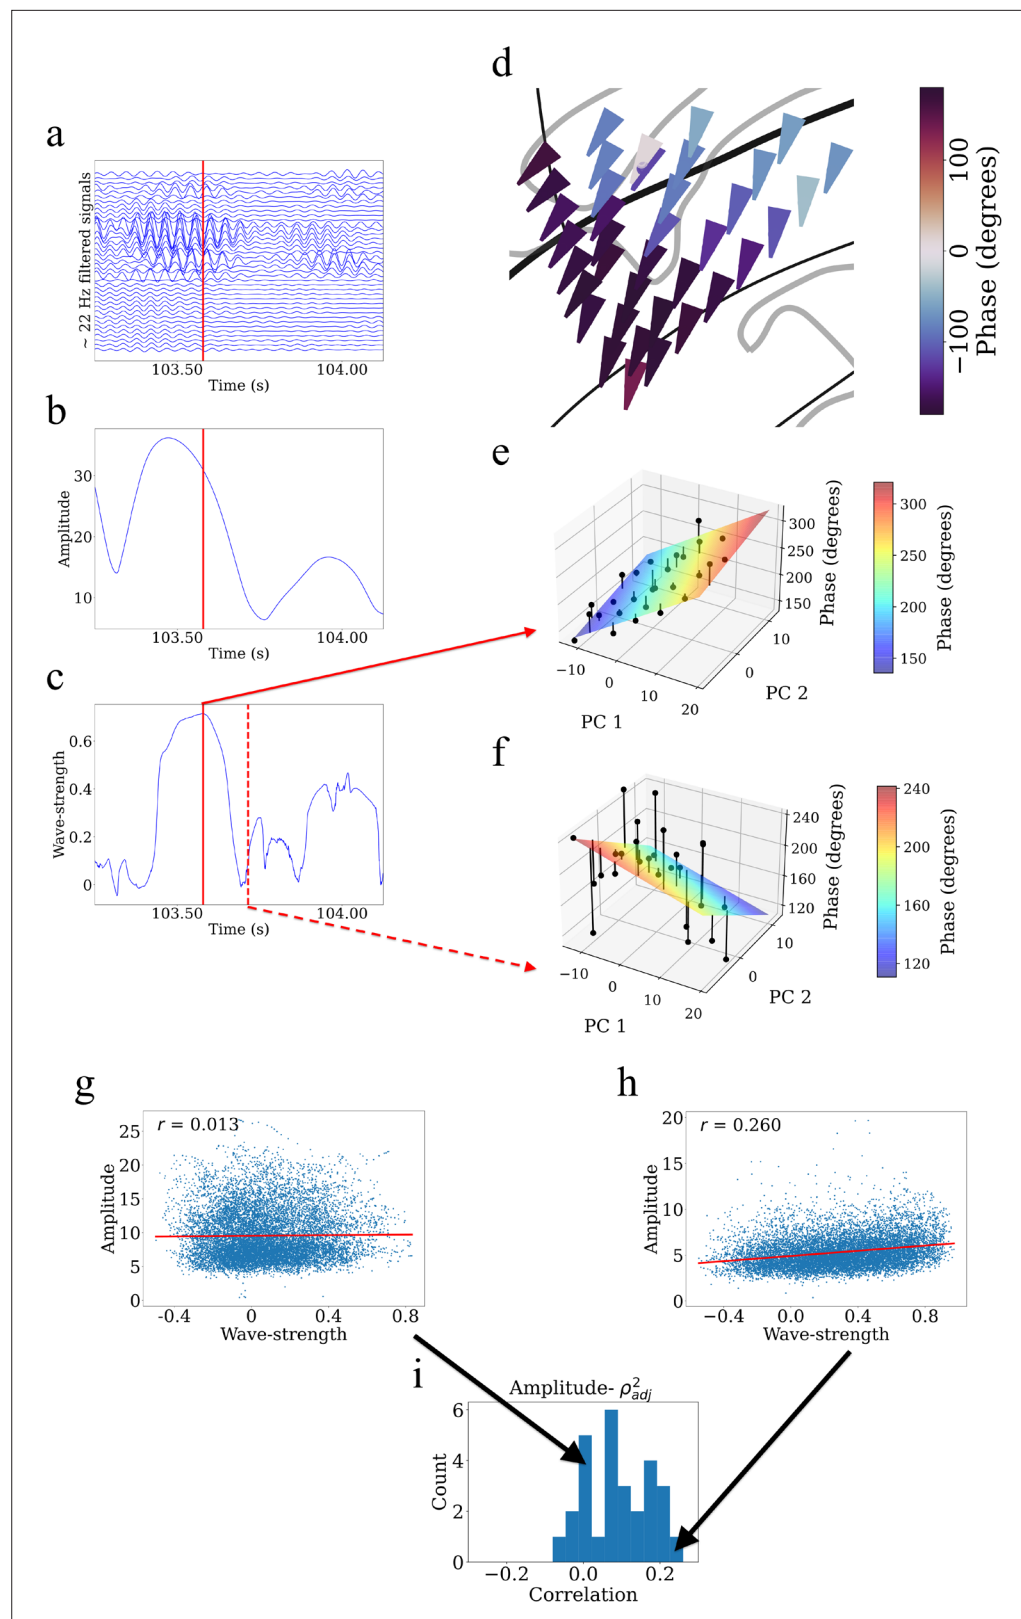 a
~ 22 Hz filtered signals
103.50
104.00
Time (s)
b
30
20
10
Amplitude
103.50
104.00
Time (s)
c
0.6
0.4
0.2
0
Wave-strength
103.50
104.00
Time (s)
d
100
0
−100
Phase (degrees)
e
300
250
200
150
Phase (degrees)
−10
0
10
20
PC 1
10
0
PC 2
300
250
200
150
Phase (degrees)
f
240
200
160
120
Phase (degrees)
−10
0
10
20
PC 1
10
0
PC 2
240
200
160
120
Phase (degrees)
g
r = 0.013
25
20
15
10
5
0
Amplitude
-0.4
0
0.4
0.8
Wave-strength
h
r = 0.260
20
15
10
5
0
Amplitude
−0.4
0.0
0.4
0.8
Wave-strength
i
Amplitude- ρ²adj
6
4
2
0
Count
−0.2
0.0
0.2
Correlation